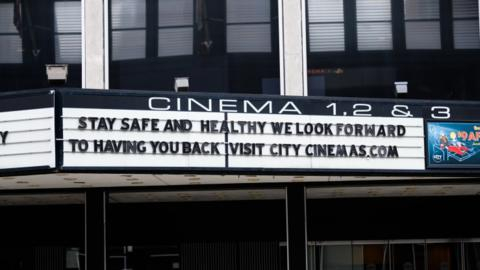 CINEMA 1,2 & 3
Y
STAY SAFE AND HEALTHY WE LOOK FORWARD
TO HAVING YOU BACK VISIT CITY CINEMAS.COM